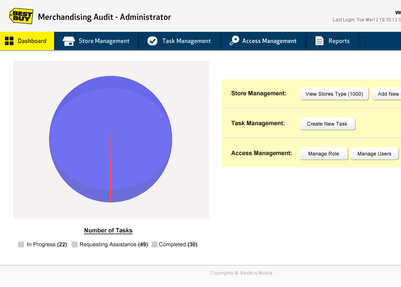 BEST BUY
Merchandising Audit - Administrator
Last Login: Tue Mar12 19:30:12
Dashboard
Store Management
Task Management
Access Management
Reports
Store Management:
View Stores Type (1000)
Add New
Task Management:
Create New Task
Access Management:
Manage Role
Manage Users
Number of Tasks
In Progress (22)
Requesting Assistance (49)
Completed (30)
Copyrights © Bestbuy Mobile